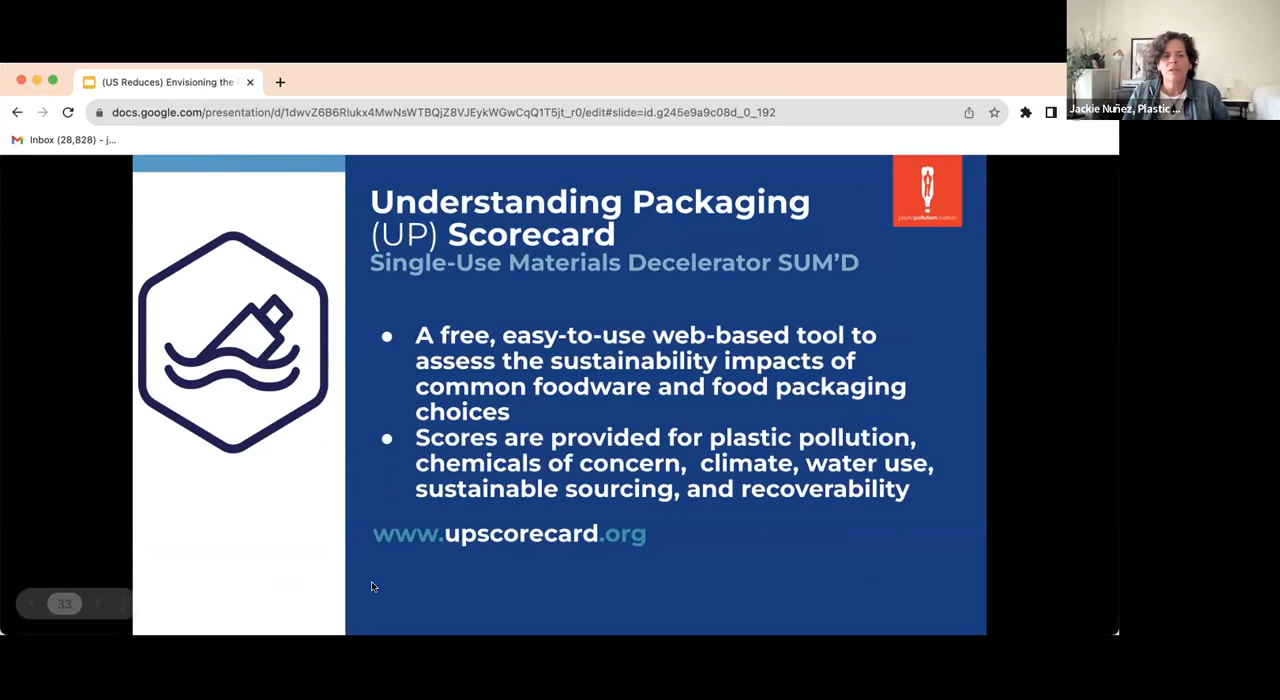 (US Reduces) Envisioning the
docs.google.com/presentation/d/1dwvZ6B6Rlukx4MwNsWTBQjZ8VJEykWGwCqQ1T5jt_r0/edit#slide=id.g245e9a9c08d_0_192
Jackie Nuñez, Plastic ...
Inbox (28,828) - j...
Understanding Packaging
(UP) Scorecard
Single-Use Materials Decelerator SUM'D
plasticpollutioncoalition
• A free, easy-to-use web-based tool to
assess the sustainability impacts of
common foodware and food packaging
choices
• Scores are provided for plastic pollution,
chemicals of concern, climate, water use,
sustainable sourcing, and recoverability
www.upscorecard.org
33